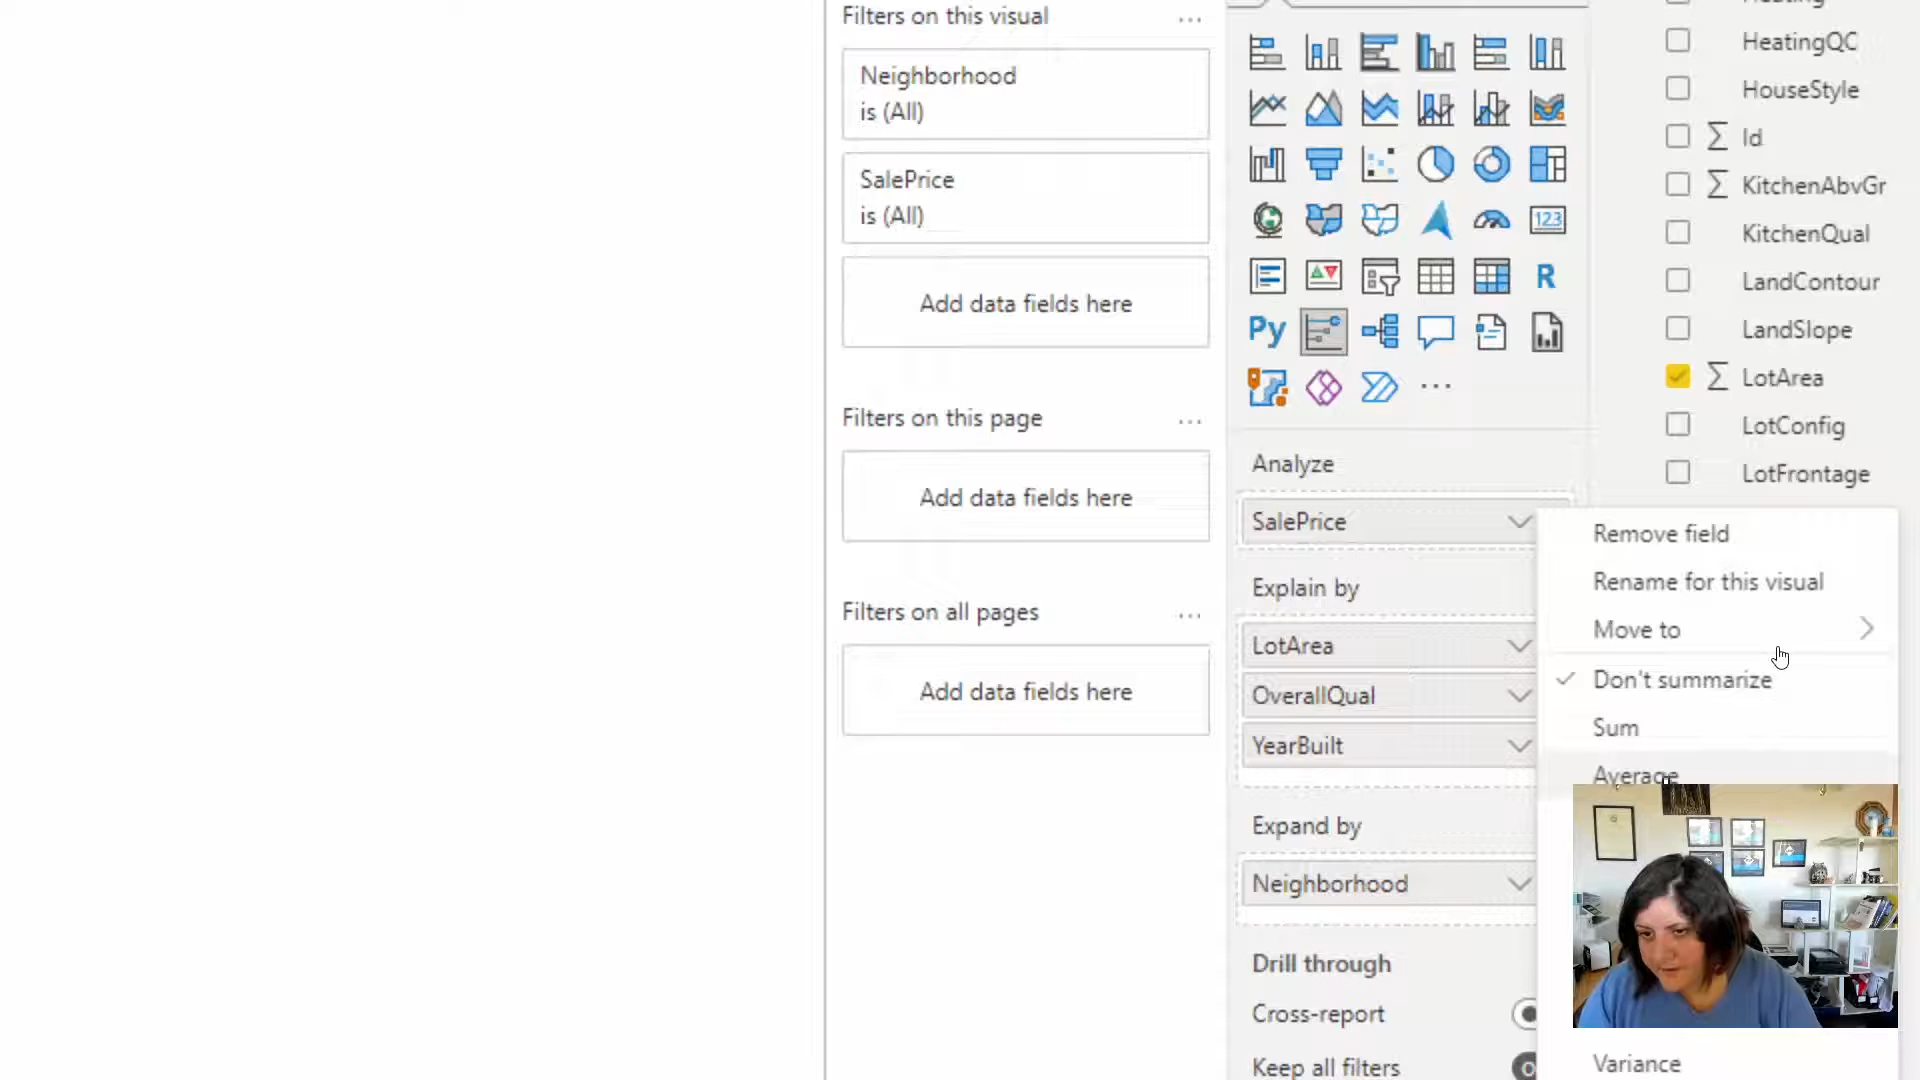 Filters on this visual
...
Neighborhood
is (All)
SalePrice
is (All)
Add data fields here
Filters on this page
...
Add data fields here
Filters on all pages
...
Add data fields here
123
R
Py
...
Analyze
SalePrice
Explain by
LotArea
OverallQual
YearBuilt
Expand by
Neighborhood
Drill through
Cross-report
Keep all filters
HeatingQC
HouseStyle
Σ Id
Σ KitchenAbvGr
KitchenQual
LandContour
LandSlope
Σ LotArea
LotConfig
LotFrontage
Remove field
Rename for this visual
Move to
Don't summarize
Sum
Average
Variance